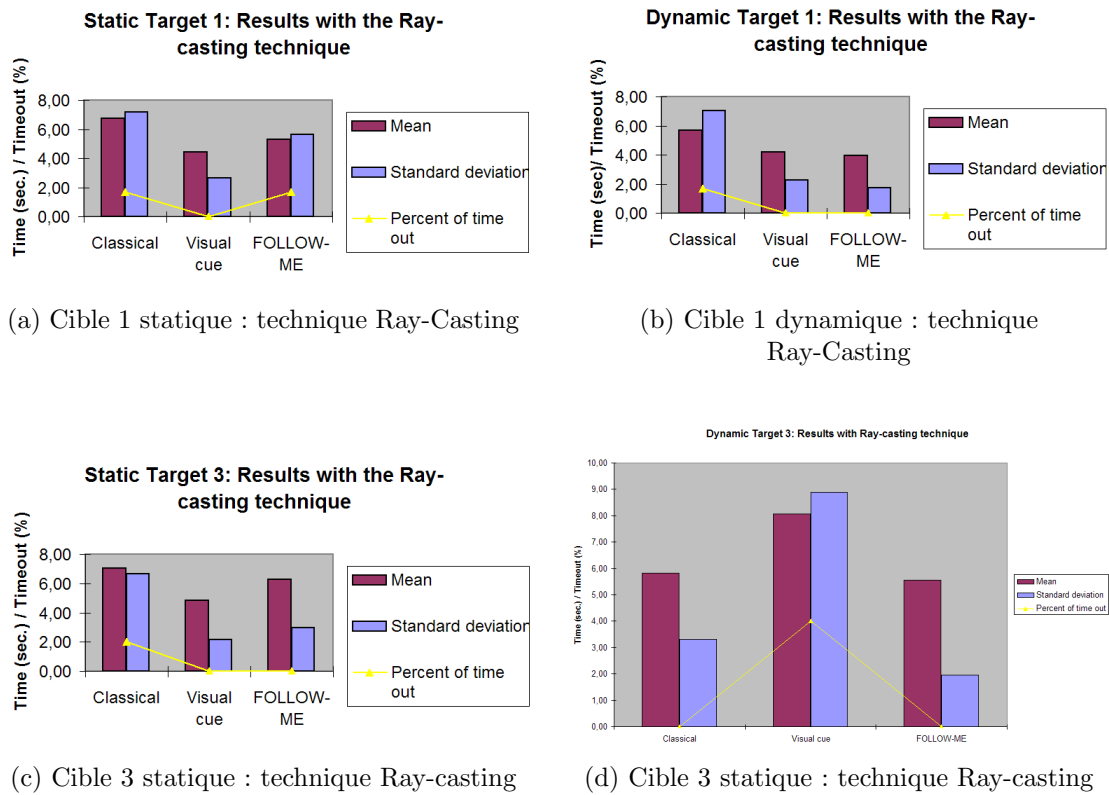 Static Target 1: Results with the Ray-
casting technique
Time (sec.) / Timeout (%)
8,00
6,00
4,00
2,00
0,00
Classical
Visual
cue
FOLLOW-
ME
Mean
Standard deviation
Percent of time
out
(a) Cible 1 statique : technique Ray-Casting
Dynamic Target 1: Results with the Ray-
casting technique
Time (sec)/ Timeout (%)
8,00
6,00
4,00
2,00
0,00
Classical
Visual
cue
FOLLOW-
ME
Mean
Standard deviation
Percent of time
out
(b) Cible 1 dynamique : technique
Ray-Casting
Static Target 3: Results with the Ray-
casting technique
Time (sec.) / Timeout (%)
8,00
6,00
4,00
2,00
0,00
Classical
Visual
cue
FOLLOW-
ME
Mean
Standard deviation
Percent of time
out
(c) Cible 3 statique : technique Ray-casting
Dynamic Target 3: Results with Ray-casting technique
Time (sec.) / Timeout (%)
10,00
9,00
8,00
7,00
6,00
5,00
4,00
3,00
2,00
1,00
0,00
Classical
Visual cue
FOLLOW-ME
Mean
Standard deviation
Percent of time out
(d) Cible 3 statique : technique Ray-casting